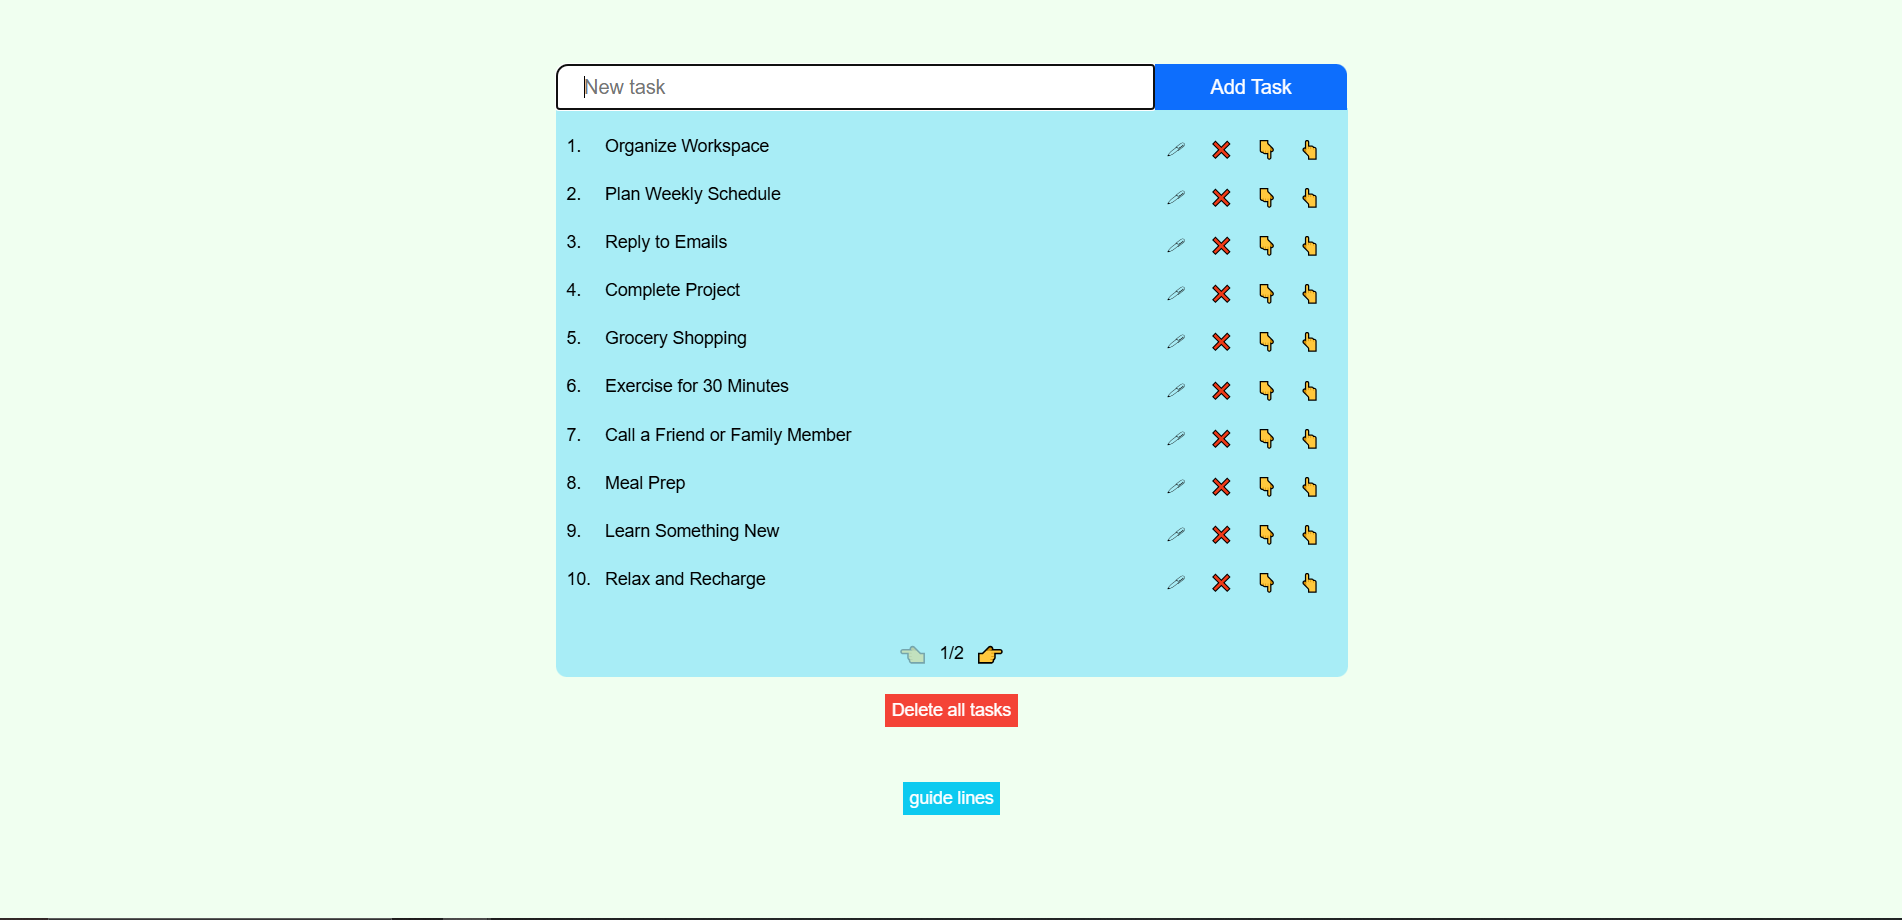 New task Add Task
1. Organize Workspace
2. Plan Weekly Schedule
3. Reply to Emails
4. Complete Project
5. Grocery Shopping
6. Exercise for 30 Minutes
7. Call a Friend or Family Member
8. Meal Prep
9. Learn Something New
10. Relax and Recharge
1/2
Delete all tasks
guide lines